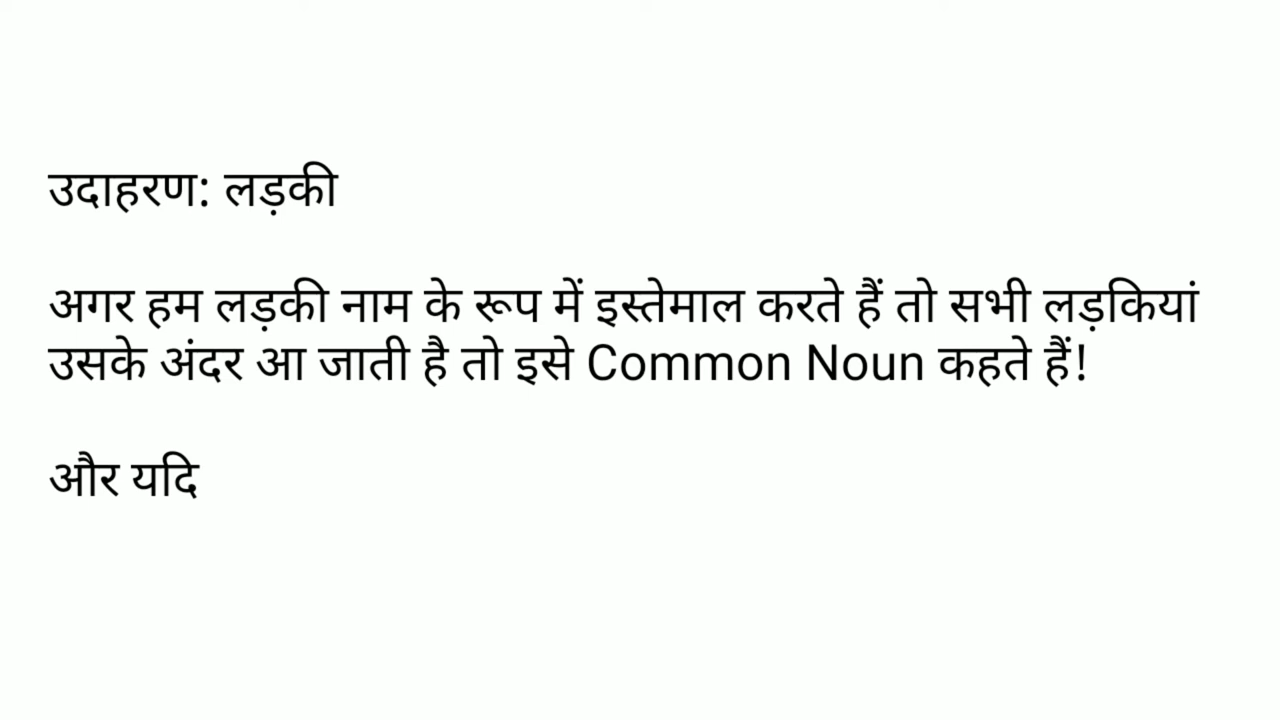 उदाहरण: लड़की
अगर हम लड़की नाम के रूप में इस्तेमाल करते हैं तो सभी लड़कियां
उसके अंदर आ जाती है तो इसे Common Noun कहते हैं!
और यदि